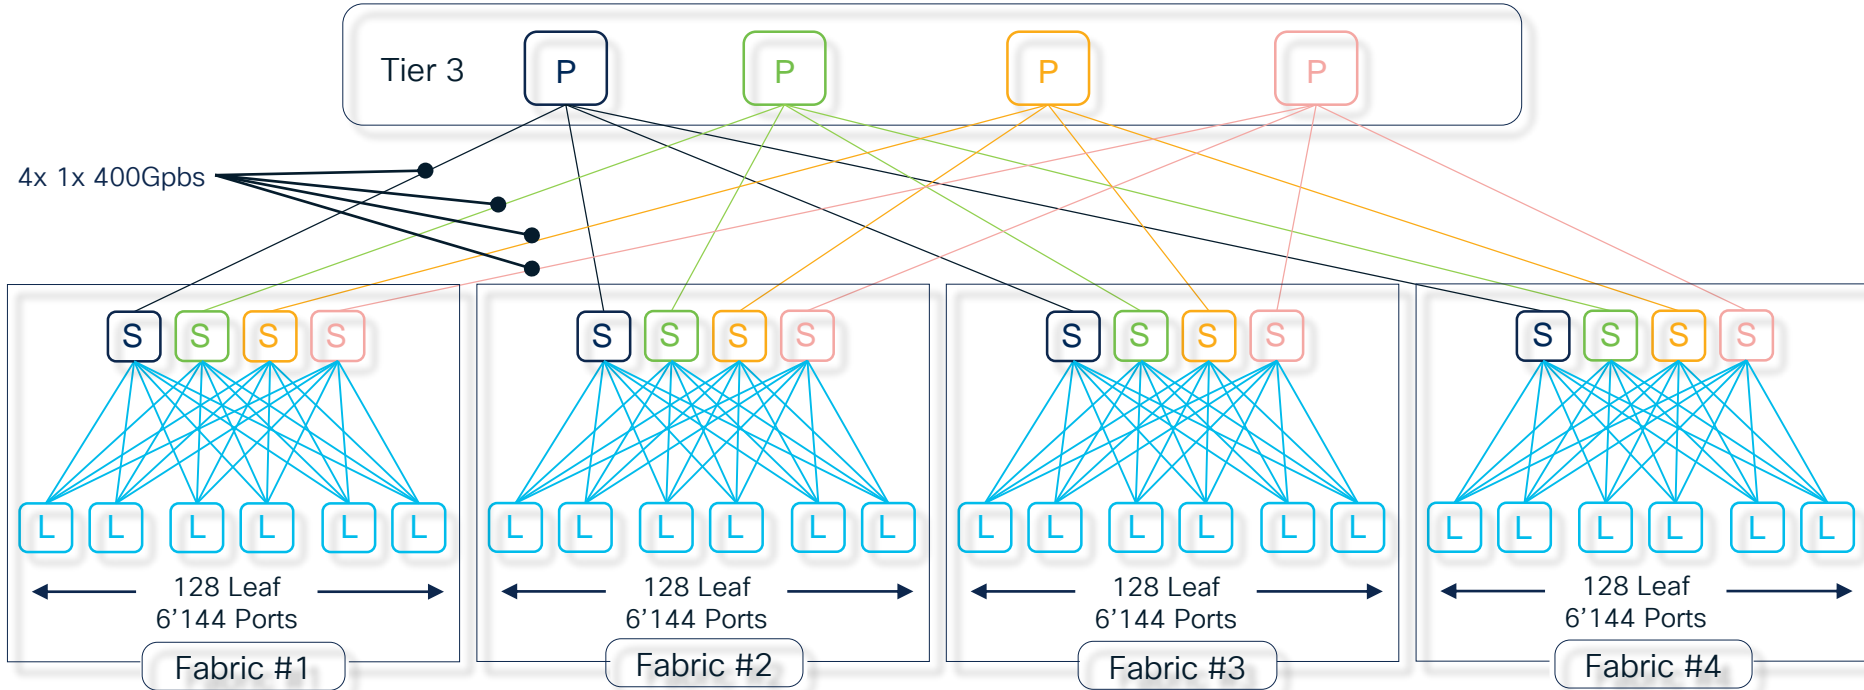 Tier 3
P P P P
4x 1x 400Gpbs
S S S S S S S S S S S S S S S S
L L L L L L L L L L L L L L L L L L L L L L L L
128 Leaf
6’144 Ports
Fabric #1
128 Leaf
6’144 Ports
Fabric #2
128 Leaf
6’144 Ports
Fabric #3
128 Leaf
6’144 Ports
Fabric #4